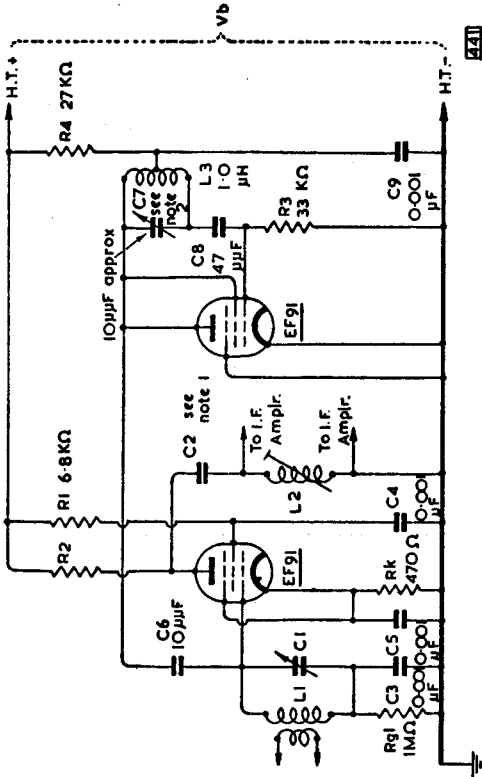 H.T.+
Vb
H.T.-
441
R4 27 KΩ
C9
0.001
μF
L3
1.0
μH
C7
see
note
2
10μμF approx
C8
47
μμF
R3
33
KΩ
EF91
R1 6.8KΩ
R2
C2 see
note 1
To I.F.
Amplr.
To I.F.
Amplr.
L2
C4
0.001
μF
EF91
Rk
470Ω
C6
10μμF
C1
C5
0.001
μF
L1
C3
0.001
μF
Rg1
1MΩ